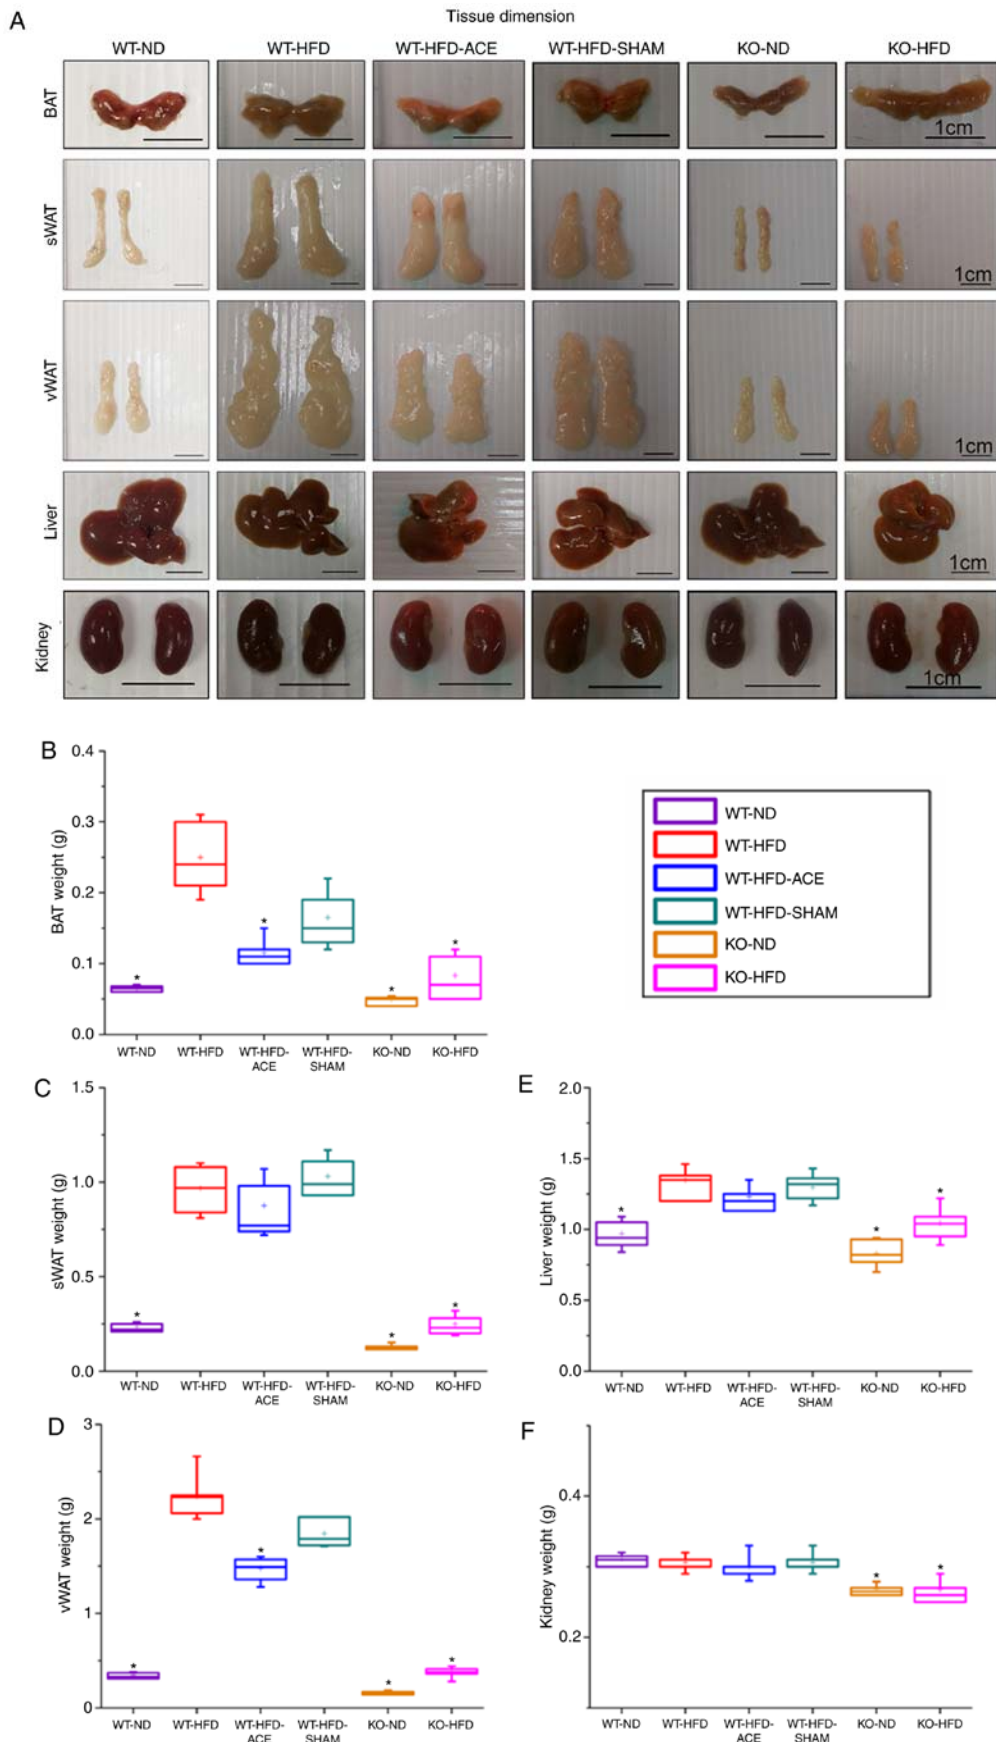 A
Tissue dimension
WT-ND WT-HFD WT-HFD-ACE WT-HFD-SHAM KO-ND KO-HFD
BAT
1cm
sWAT
1cm
vWAT
1cm
Liver
1cm
Kidney
1cm
B
BAT weight (g)
0.4
0.3
0.2
0.1
0.0
* * * *
WT-ND WT-HFD WT-HFD-ACE WT-HFD-SHAM KO-ND KO-HFD
WT-ND
WT-HFD
WT-HFD-ACE
WT-HFD-SHAM
KO-ND
KO-HFD
C
sWAT weight (g)
1.5
1.0
0.5
0.0
* * *
WT-ND WT-HFD WT-HFD-ACE WT-HFD-SHAM KO-ND KO-HFD
E
Liver weight (g)
2.0
1.5
1.0
0.5
0.0
* * *
WT-ND WT-HFD WT-HFD-ACE WT-HFD-SHAM KO-ND KO-HFD
D
vWAT weight (g)
3
2
1
0
* * * *
WT-ND WT-HFD WT-HFD-ACE WT-HFD-SHAM KO-ND KO-HFD
F
Kidney weight (g)
0.4
0.2
* *
WT-ND WT-HFD WT-HFD-ACE WT-HFD-SHAM KO-ND KO-HFD